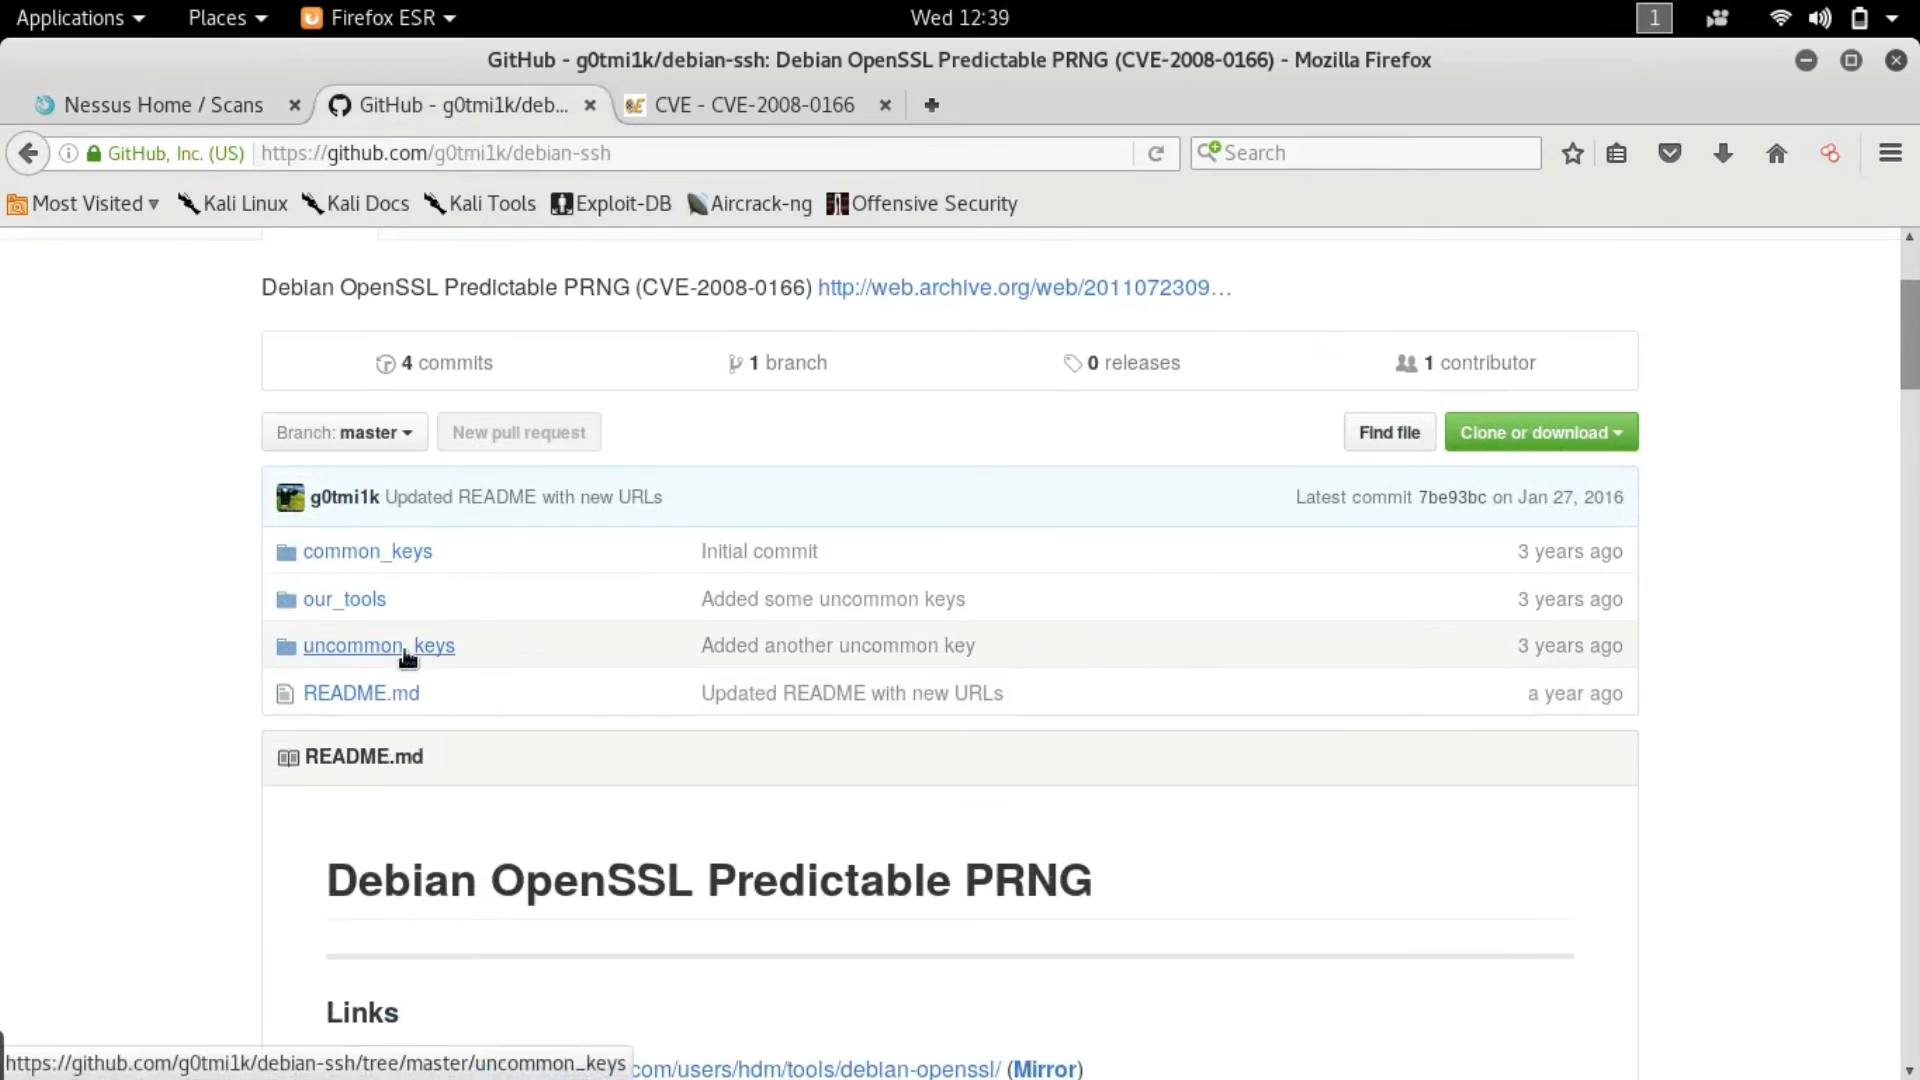 Applications Places Firefox ESR Wed 12:39 1
GitHub - g0tmi1k/debian-ssh: Debian OpenSSL Predictable PRNG (CVE-2008-0166) - Mozilla Firefox
Nessus Home / Scans GitHub - g0tmi1k/deb... CVE - CVE-2008-0166
GitHub, Inc. (US) https://github.com/g0tmi1k/debian-ssh Search
Most Visited Kali Linux Kali Docs Kali Tools Exploit-DB Aircrack-ng Offensive Security
Debian OpenSSL Predictable PRNG (CVE-2008-0166) http://web.archive.org/web/2011072309…
4 commits 1 branch 0 releases 1 contributor
Branch: master New pull request Find file Clone or download
g0tmi1k Updated README with new URLs Latest commit 7be93bc on Jan 27, 2016
common_keys Initial commit 3 years ago
our_tools Added some uncommon keys 3 years ago
uncommon_keys Added another uncommon key 3 years ago
README.md Updated README with new URLs a year ago
README.md
Debian OpenSSL Predictable PRNG
Links
https://github.com/g0tmi1k/debian-ssh/tree/master/uncommon_keys com/users/hdm/tools/debian-openssl/ (Mirror)